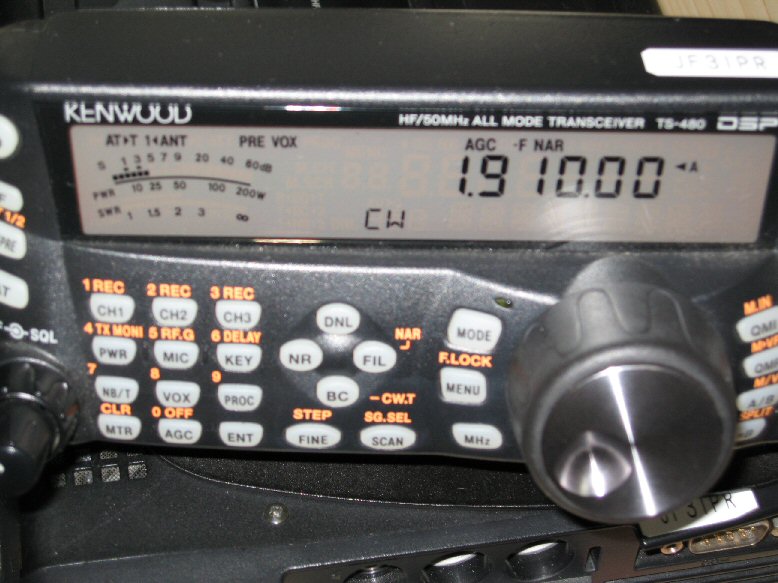 JF3IPR
KENWOOD
HF/50MHz ALL MODE TRANSCEIVER TS-480 DSP
AT▸T 1◂ANT PRE VOX AGC -F NAR
S 1 3 5 7 9 20 40 60dB
1.910.00 ◂A
PWR 10 25 50 100 200W
SWR 1 1.5 2 3 ∞
CW
1 REC 2 REC 3 REC
CH1 CH2 CH3
DNL
4 TX MONI 5 RF.G 6 DELAY
PWR MIC KEY
NR FIL
NAR
MODE
F.LOCK
MENU
7 8 9
NB/T VOX PROC
BC
-CW.T
CLR 0 OFF
MTR AGC ENT
STEP SG.SEL
FINE SCAN
MHz
1/2
PRE
-SQL
M.IN
A/B
JF3IPR